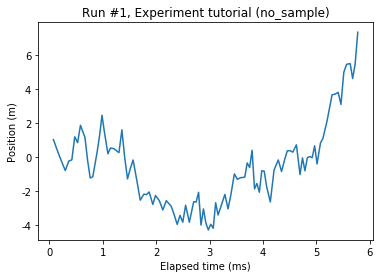 Run #1, Experiment tutorial (no_sample)
Position (m)
6
4
2
0
-2
-4
0 1 2 3 4 5 6
Elapsed time (ms)